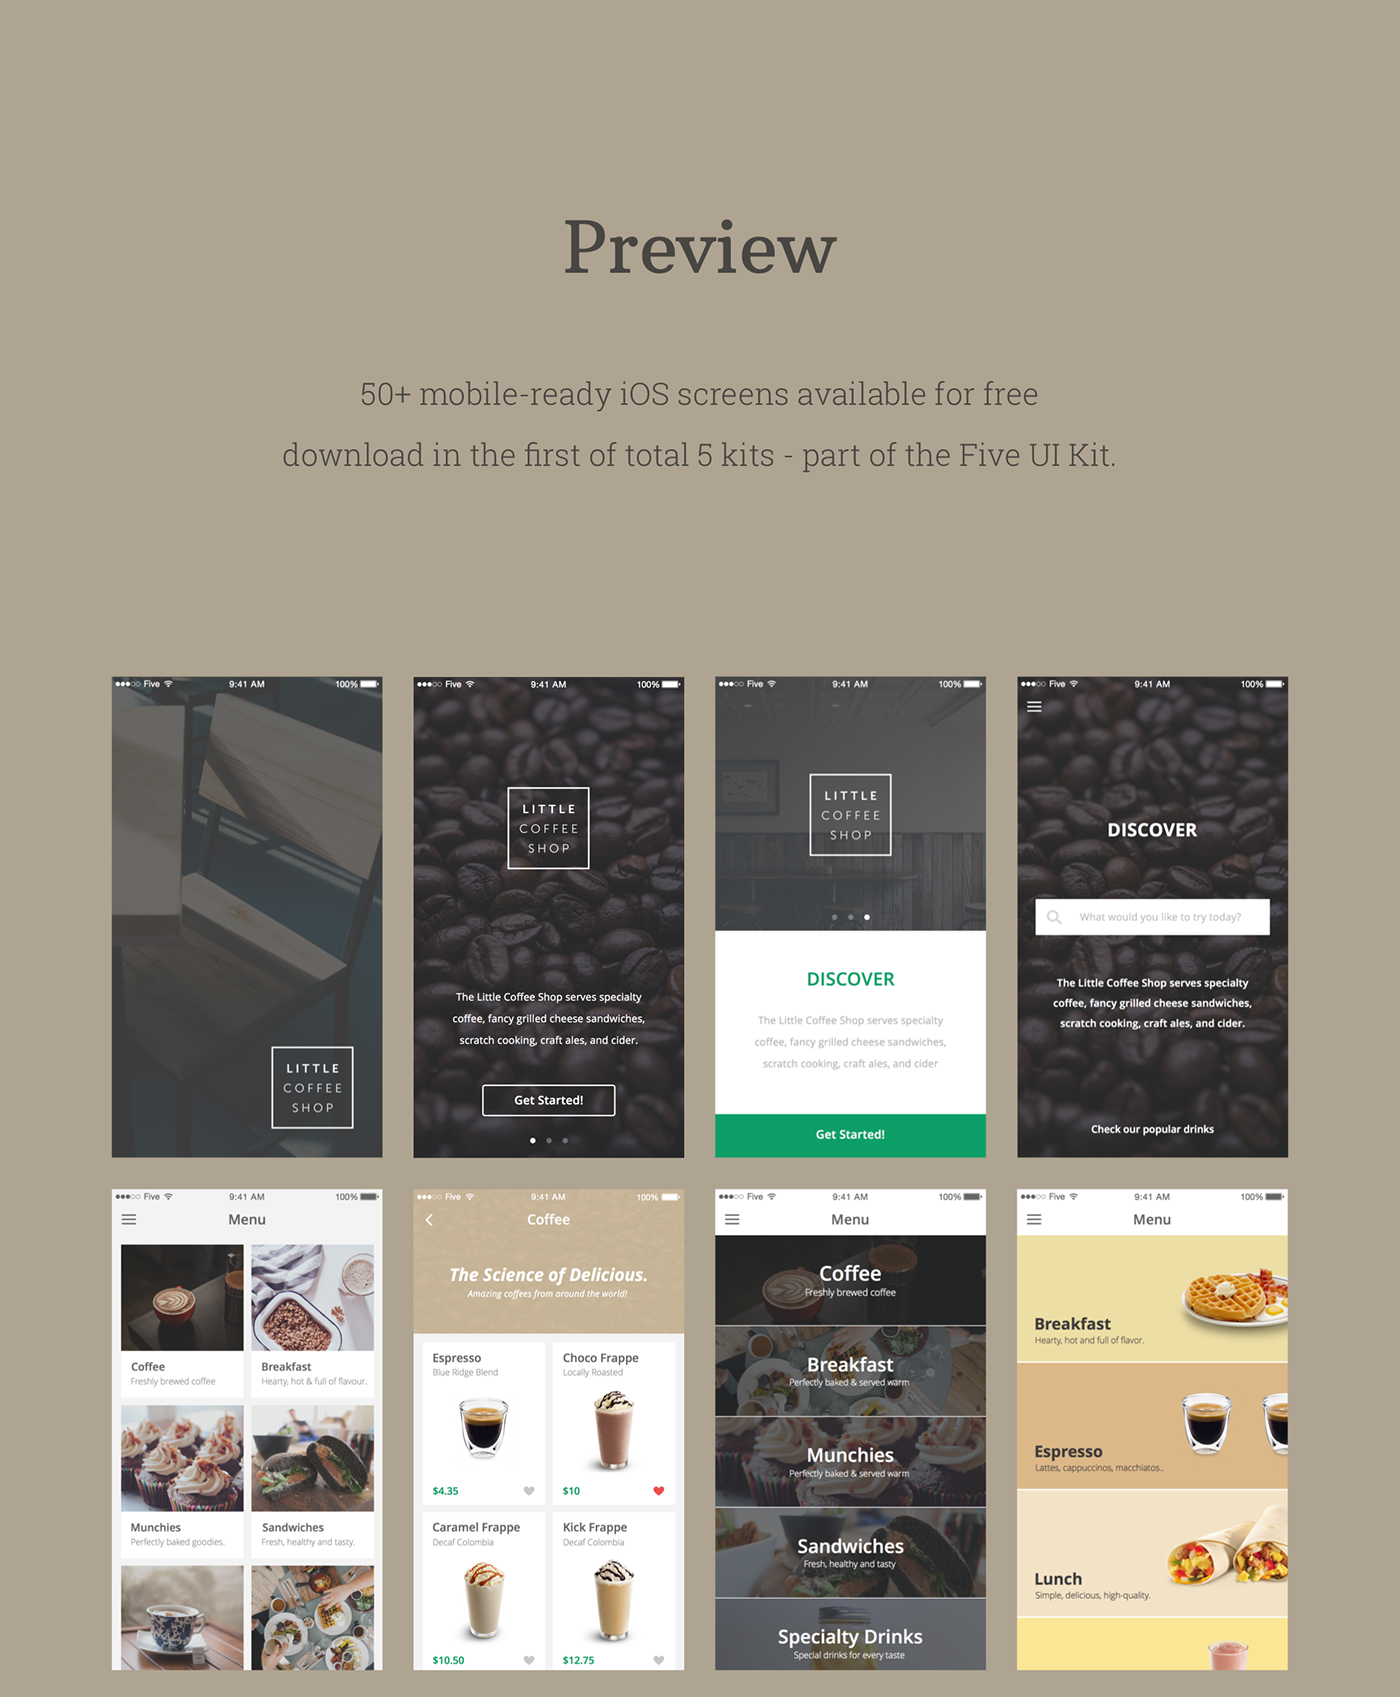 Preview
50+ mobile-ready iOS screens available for free
download in the first of total 5 kits - part of the Five UI Kit.
Five 9:41 AM 100%
LITTLE
COFFEE
SHOP
Five 9:41 AM 100%
LITTLE
COFFEE
SHOP
The Little Coffee Shop serves specialty
coffee, fancy grilled cheese sandwiches,
scratch cooking, craft ales, and cider.
Get Started!
Five 9:41 AM 100%
LITTLE
COFFEE
SHOP
DISCOVER
The Little Coffee Shop serves specialty
coffee, fancy grilled cheese sandwiches,
scratch cooking, craft ales, and cider
Get Started!
Five 9:41 AM 100%
DISCOVER
What would you like to try today?
The Little Coffee Shop serves specialty
coffee, fancy grilled cheese sandwiches,
scratch cooking, craft ales, and cider.
Check our popular drinks
Five 9:41 AM 100%
Menu
Coffee
Freshly brewed coffee
Breakfast
Hearty, hot & full of flavour.
Munchies
Perfectly baked goodies.
Sandwiches
Fresh, healthy and tasty.
Five 9:41 AM 100%
Coffee
The Science of Delicious.
Amazing coffees from around the world!
Espresso
Blue Ridge Blend
$4.35
Choco Frappe
Locally Roasted
$10
Caramel Frappe
Decaf Colombia
$10.50
Kick Frappe
Decaf Colombia
$12.75
Five 9:41 AM 100%
Menu
Coffee
Freshly brewed coffee
Breakfast
Perfectly baked & served warm
Munchies
Perfectly baked & served warm
Sandwiches
Fresh, healthy and tasty
Specialty Drinks
Special drinks for every taste
Five 9:41 AM 100%
Menu
Breakfast
Hearty, hot and full of flavor.
Espresso
Lattes, cappuccinos, macchiatos..
Lunch
Simple, delicious, high-quality.